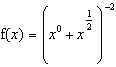 f(x) = (x^0 + x^{1/2})^{-2}